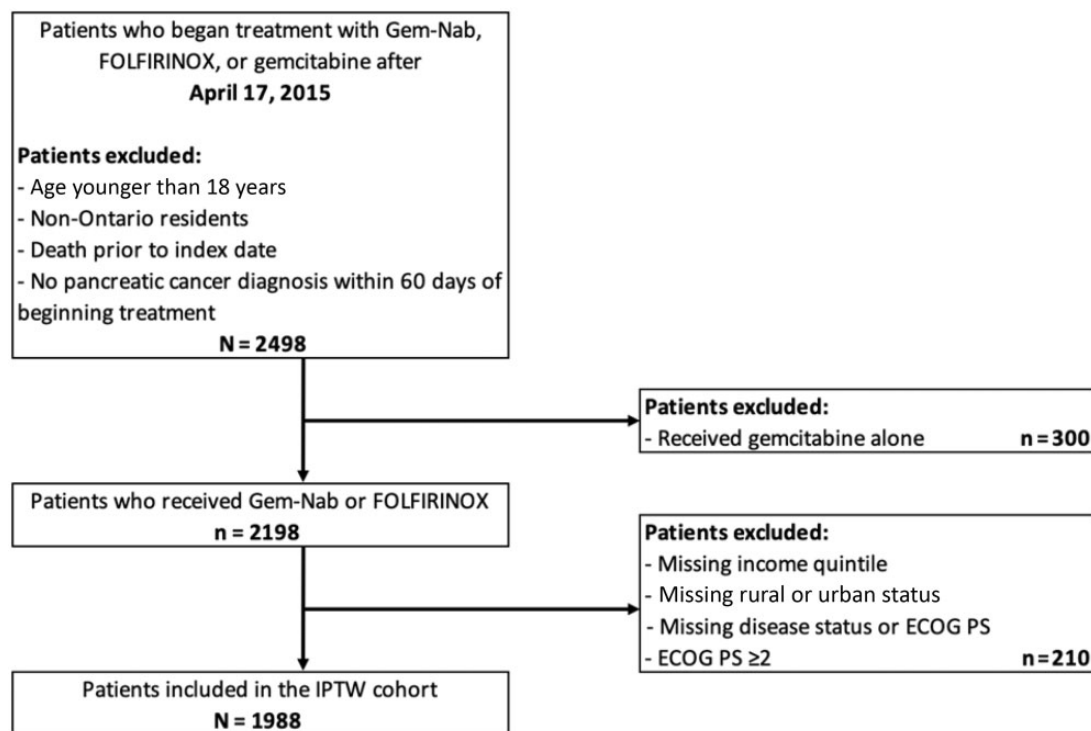 Patients who began treatment with Gem-Nab,
FOLFIRINOX, or gemcitabine after
April 17, 2015
Patients excluded:
- Age younger than 18 years
- Non-Ontario residents
- Death prior to index date
- No pancreatic cancer diagnosis within 60 days of
beginning treatment
N = 2498
Patients excluded:
- Received gemcitabine alone n = 300
Patients who received Gem-Nab or FOLFIRINOX
n = 2198
Patients excluded:
- Missing income quintile
- Missing rural or urban status
- Missing disease status or ECOG PS
- ECOG PS ≥2 n = 210
Patients included in the IPTW cohort
N = 1988